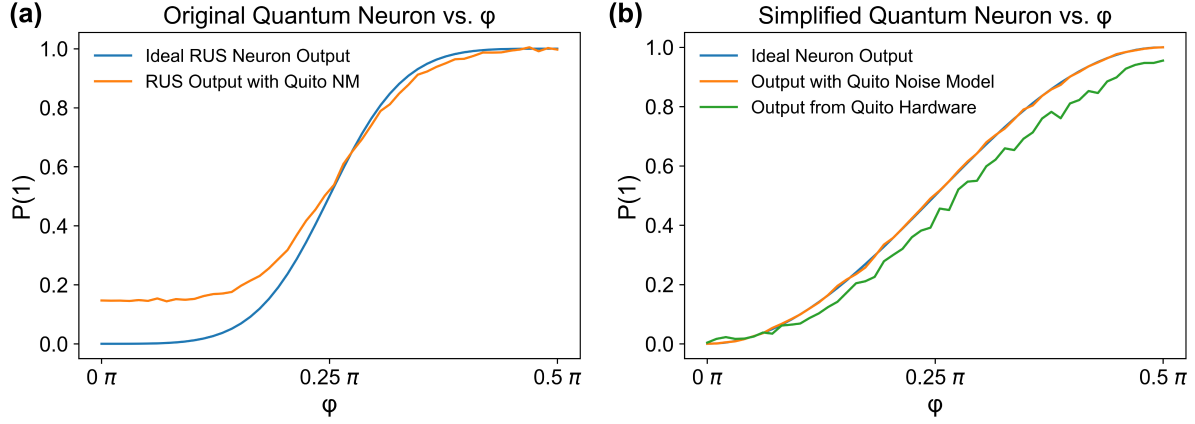 (a)
Original Quantum Neuron vs. φ
Ideal RUS Neuron Output
RUS Output with Quito NM
P(1)
1.0
0.8
0.6
0.4
0.2
0.0
0 π
0.25 π
0.5 π
φ
(b)
Simplified Quantum Neuron vs. φ
Ideal Neuron Output
Output with Quito Noise Model
Output from Quito Hardware
P(1)
1.0
0.8
0.6
0.4
0.2
0.0
0 π
0.25 π
0.5 π
φ